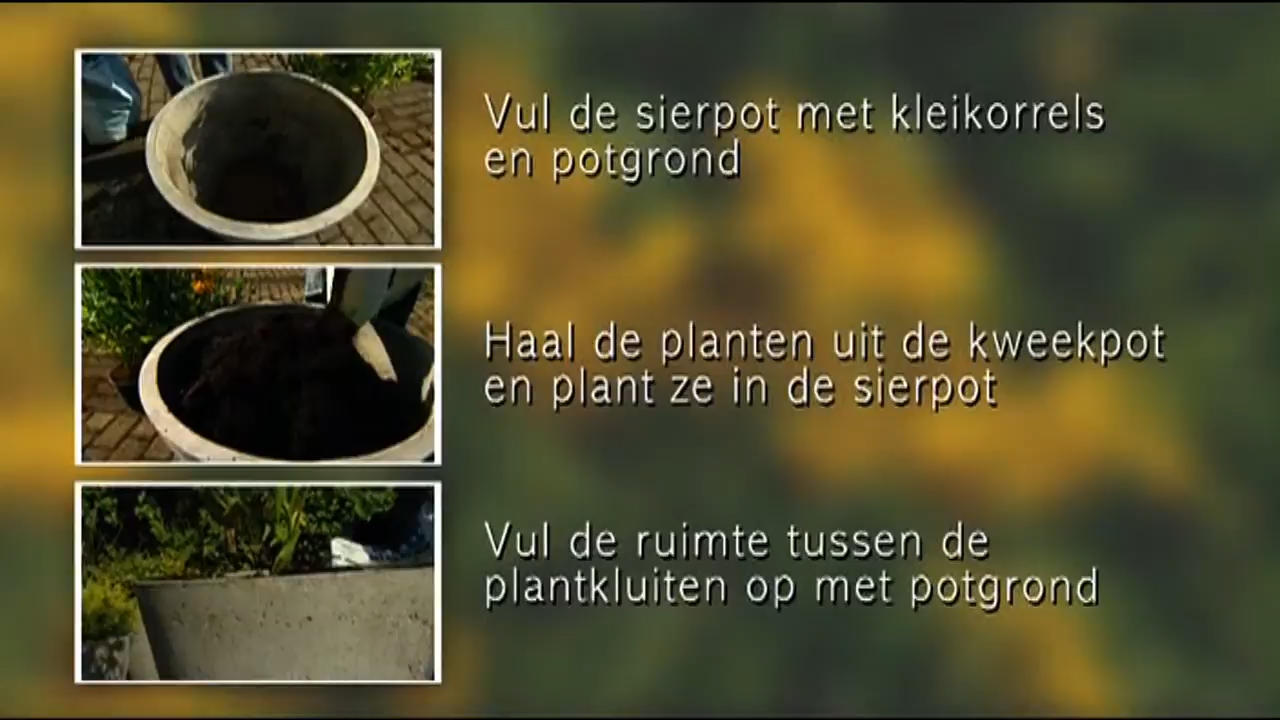 Vul de sierpot met kleikorrels
en potgrond
Haal de planten uit de kweekpot
en plant ze in de sierpot
Vul de ruimte tussen de
plantkluiten op met potgrond